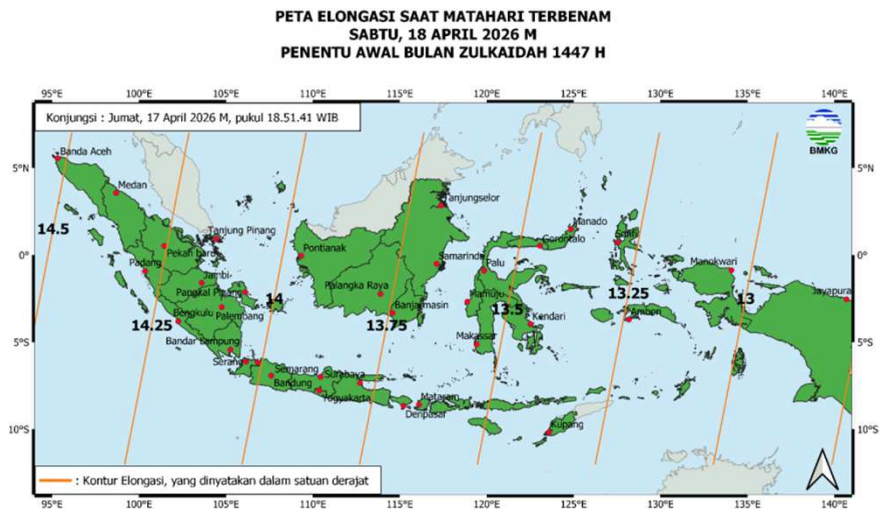 PETA ELONGASI SAAT MATAHARI TERBENAM
SABTU, 18 APRIL 2026 M
PENENTU AWAL BULAN ZULKAIDAH 1447 H
95°E 100°E 105°E 110°E 115°E 120°E 125°E 130°E 135°E 140°E
Konjungsi : Jumat, 17 April 2026 M, pukul 18.51.41 WIB
BMKG
Banda Aceh
5°N 5°N
Medan
Tanjungselor
14.5
Tanjung Pinang
Manado
Pekan baru
Pontianak
Gorontalo
Sofifi
0° 0°
Padang
Samarinda
Palu
Manokwari
Jambi
Pangkal Pinang
14
Palangka Raya
Mamuju
13.25
13
Jayapura
Bengkulu
Palembang
Banjarmasin
13.5
14.25
13.75
Kendari
Ambon
Bandar Lampung
Makassar
5°S 5°S
Serang
Semarang
Surabaya
Bandung
Yogyakarta
Mataram
Denpasar
Kupang
10°S 10°S
: Kontur Elongasi, yang dinyatakan dalam satuan derajat
95°E 100°E 105°E 110°E 115°E 120°E 125°E 130°E 135°E 140°E